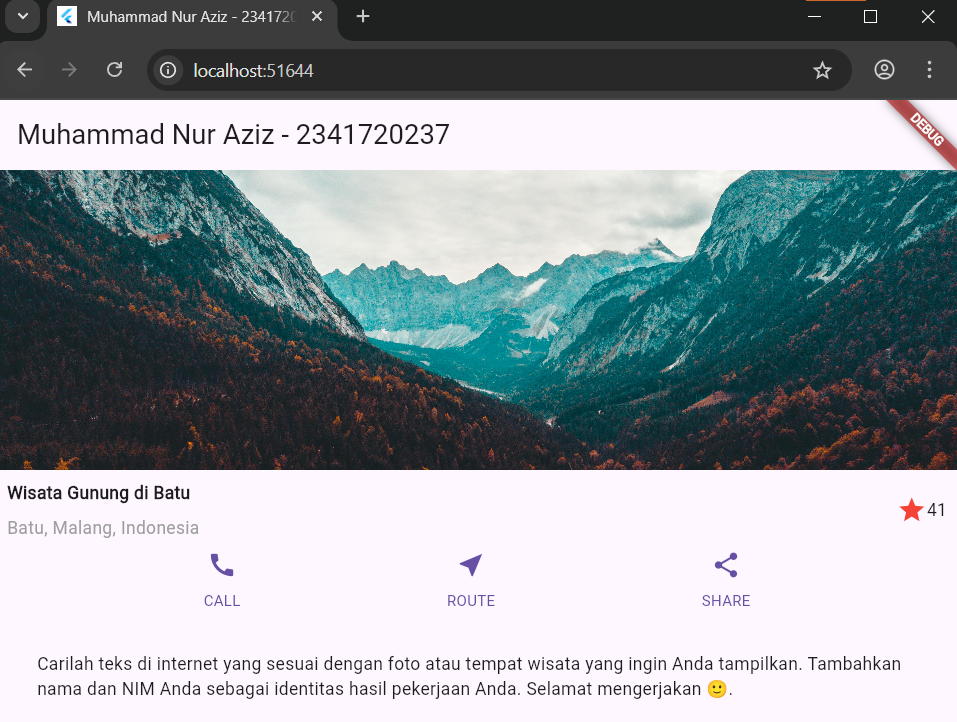 Muhammad Nur Aziz - 234172
localhost:51644
Muhammad Nur Aziz - 2341720237
DEBUG
Wisata Gunung di Batu
Batu, Malang, Indonesia
41
CALL
ROUTE
SHARE
Carilah teks di internet yang sesuai dengan foto atau tempat wisata yang ingin Anda tampilkan. Tambahkan
nama dan NIM Anda sebagai identitas hasil pekerjaan Anda. Selamat mengerjakan 🙂.